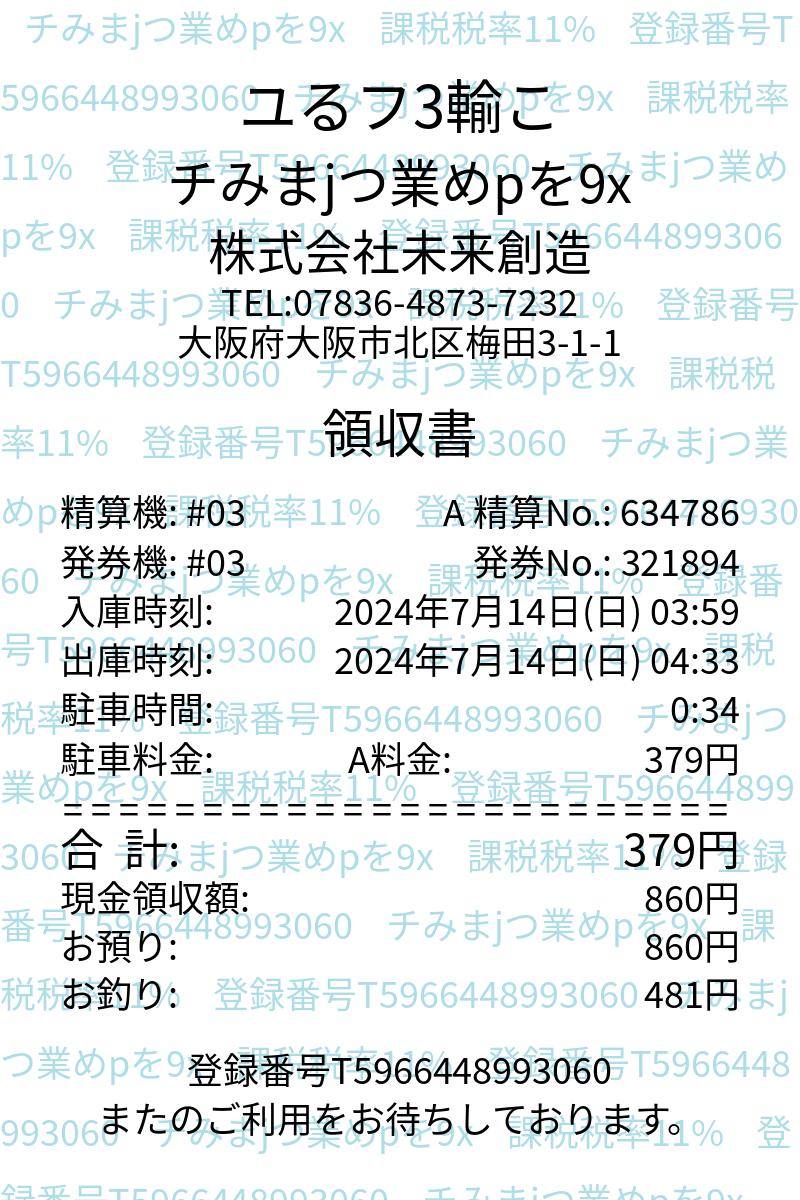 ユるフ3輸こ
チみまjつ業めpを9x
株式会社未来創造
TEL:07836-4873-7232
大阪府大阪市北区梅田3-1-1
領収書
精算機: #03 A 精算No.: 634786
発券機: #03 発券No.: 321894
入庫時刻: 2024年7月14日(日) 03:59
出庫時刻: 2024年7月14日(日) 04:33
駐車時間: 0:34
駐車料金: A料金: 379円
========================
合 計: 379円
現金領収額: 860円
お預り: 860円
お釣り: 481円
登録番号T5966448993060
またのご利用をお待ちしております。